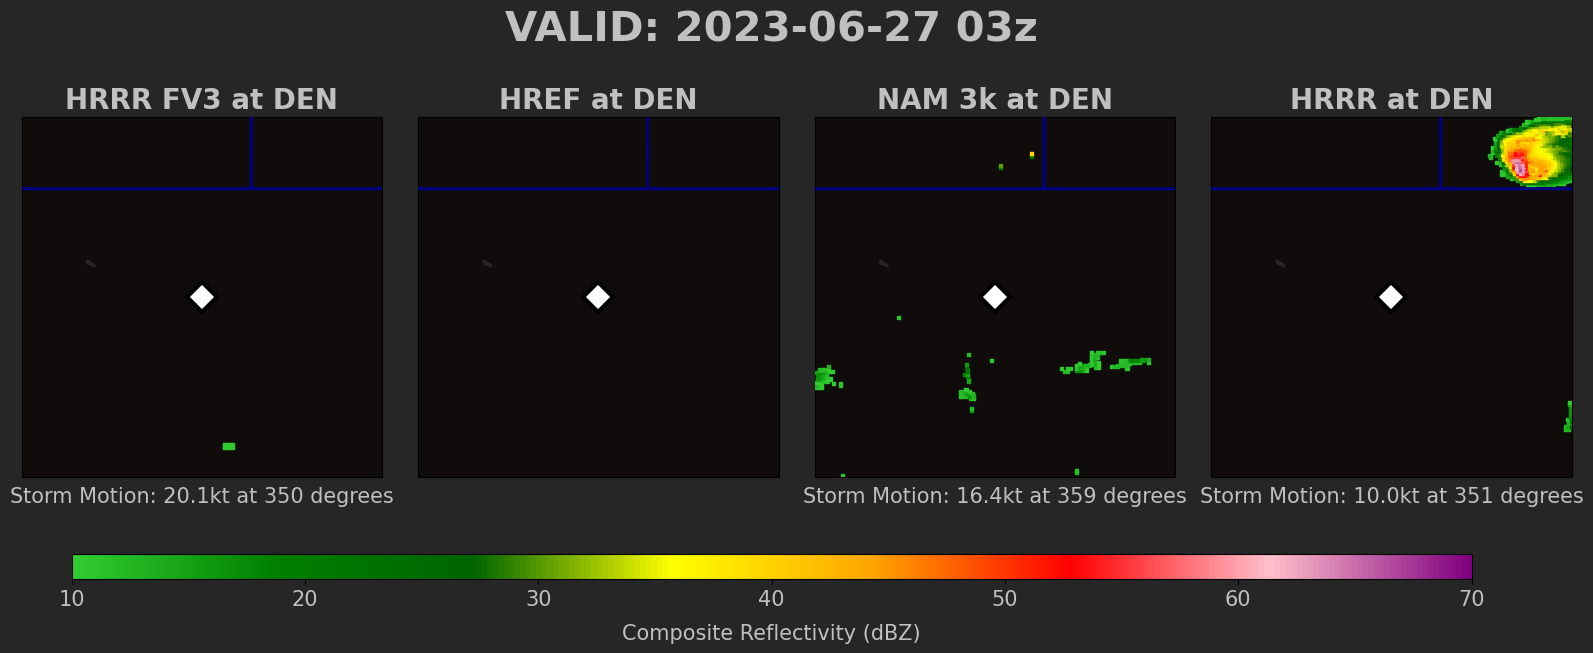 VALID: 2023-06-27 03z
HRRR FV3 at DEN
HREF at DEN
NAM 3k at DEN
HRRR at DEN
Storm Motion: 20.1kt at 350 degrees
Storm Motion: 16.4kt at 359 degrees
Storm Motion: 10.0kt at 351 degrees
10 20 30 40 50 60 70
Composite Reflectivity (dBZ)